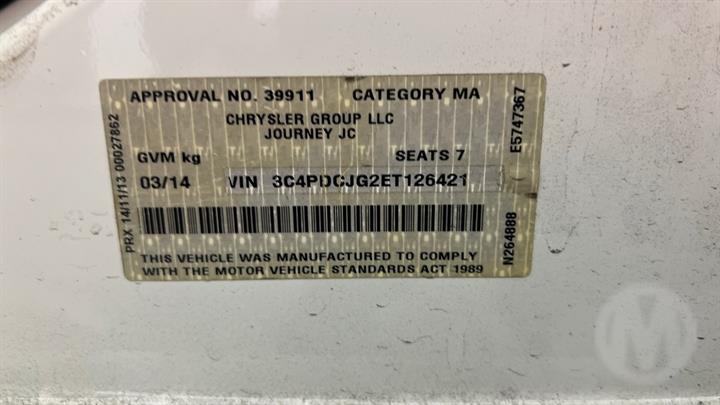 APPROVAL NO. 39911 CATEGORY MA
CHRYSLER GROUP LLC
JOURNEY JC
GVM kg SEATS 7
03/14 VIN 3C4PDCJG2ET126421
THIS VEHICLE WAS MANUFACTURED TO COMPLY
WITH THE MOTOR VEHICLE STANDARDS ACT 1989
PRX 14/11/13 00027862
E5747367
N264888
M